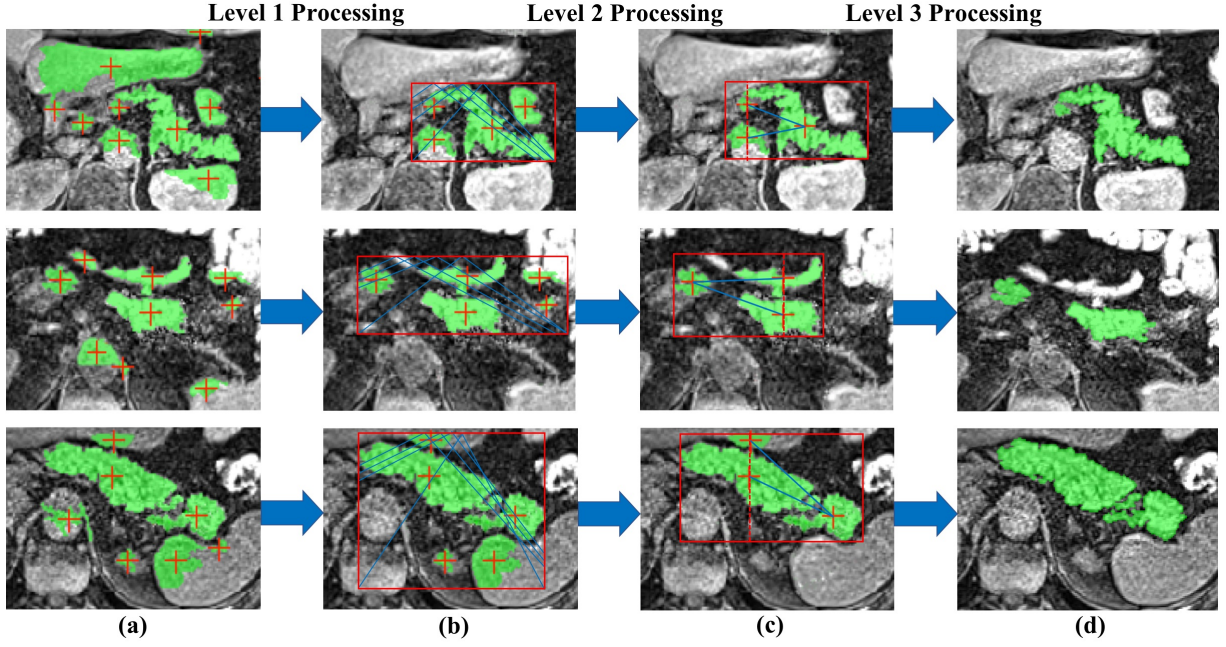 Level 1 Processing Level 2 Processing Level 3 Processing
(a) (b) (c) (d)